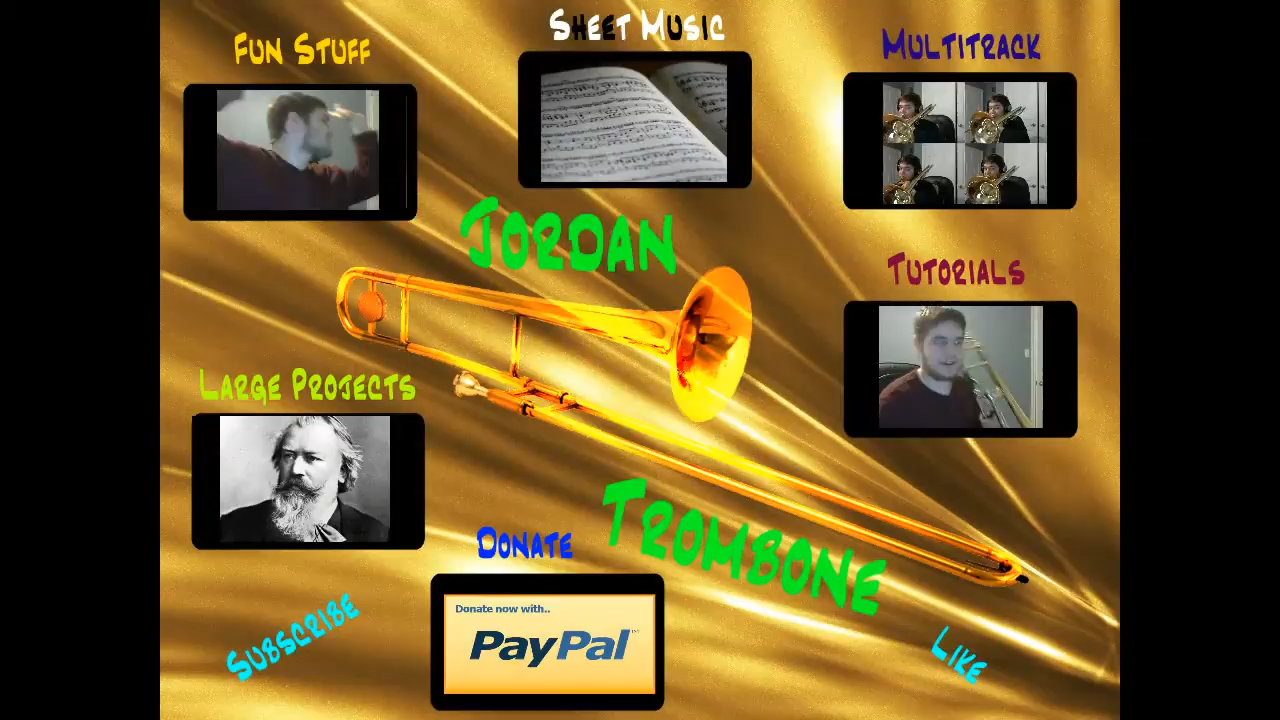 Sheet Music
Fun Stuff
Multitrack
Jordan
Tutorials
Large Projects
Trombone
Donate
Donate now with..
PayPal
Subscribe
Like